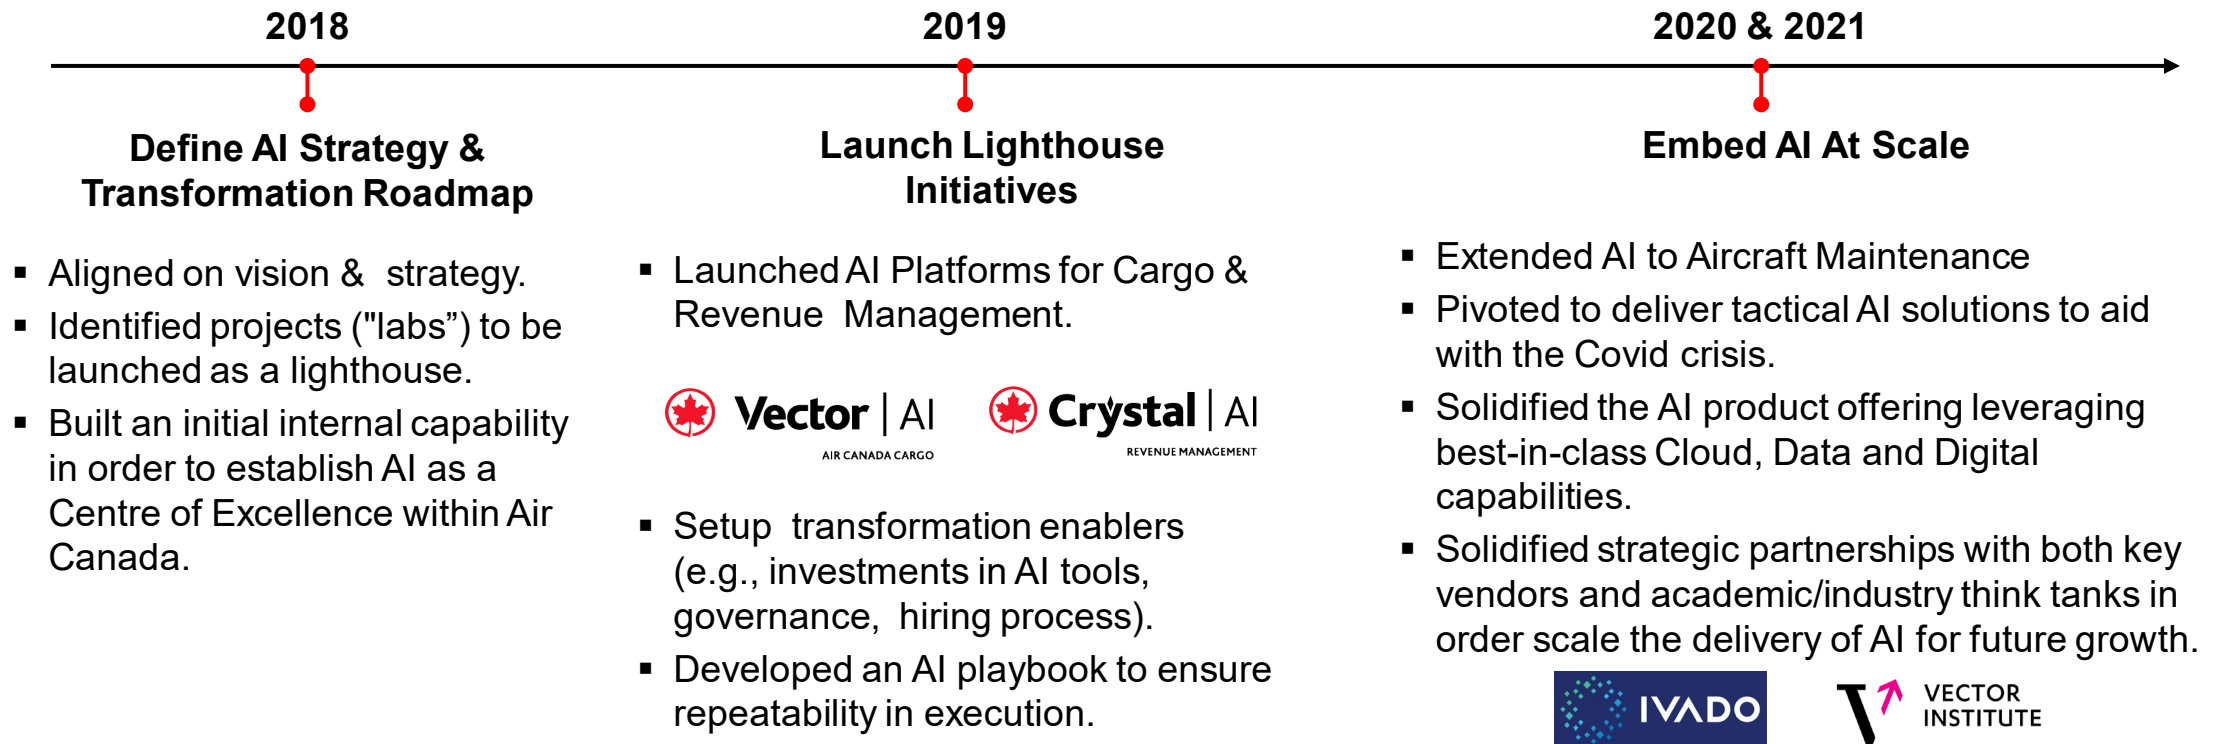 2018
Define AI Strategy &
Transformation Roadmap
▪ Aligned on vision & strategy.
▪ Identified projects ("labs”) to be
launched as a lighthouse.
▪ Built an initial internal capability
in order to establish AI as a
Centre of Excellence within Air
Canada.
2019
Launch Lighthouse
Initiatives
▪ Launched AI Platforms for Cargo &
Revenue Management.
Vector | AI
AIR CANADA CARGO
Crystal | AI
REVENUE MANAGEMENT
▪ Setup transformation enablers
(e.g., investments in AI tools,
governance, hiring process).
▪ Developed an AI playbook to ensure
repeatability in execution.
2020 & 2021
Embed AI At Scale
▪ Extended AI to Aircraft Maintenance
▪ Pivoted to deliver tactical AI solutions to aid
with the Covid crisis.
▪ Solidified the AI product offering leveraging
best-in-class Cloud, Data and Digital
capabilities.
▪ Solidified strategic partnerships with both key
vendors and academic/industry think tanks in
order scale the delivery of AI for future growth.
IVADO
VECTOR
INSTITUTE